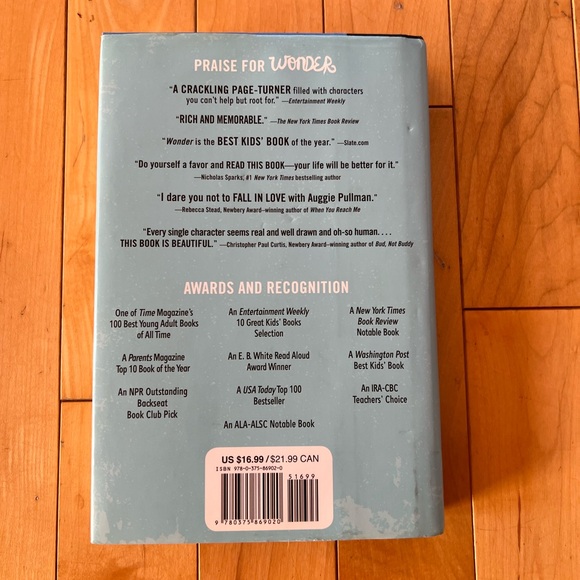 PRAISE FOR WONDER
"A CRACKLING PAGE-TURNER filled with characters
you can't help but root for." —Entertainment Weekly
"RICH AND MEMORABLE." —The New York Times Book Review
"Wonder is the BEST KIDS' BOOK of the year." —Slate.com
"Do yourself a favor and READ THIS BOOK—your life will be better for it."
—Nicholas Sparks, #1 New York Times bestselling author
"I dare you not to FALL IN LOVE with Auggie Pullman."
—Rebecca Stead, Newbery Award–winning author of When You Reach Me
"Every single character seems real and well drawn and oh-so human. . . .
THIS BOOK IS BEAUTIFUL." —Christopher Paul Curtis, Newbery Award–winning author of Bud, Not Buddy
AWARDS AND RECOGNITION
One of Time Magazine's
100 Best Young Adult Books
of All Time
An Entertainment Weekly
10 Great Kids' Books
Selection
A New York Times
Book Review
Notable Book
A Parents Magazine
Top 10 Book of the Year
An E. B. White Read Aloud
Award Winner
A Washington Post
Best Kids' Book
An NPR Outstanding
Backseat
Book Club Pick
A USA Today Top 100
Bestseller
An IRA-CBC
Teachers' Choice
An ALA-ALSC Notable Book
US $16.99 / $21.99 CAN
ISBN 978-0-375-86902-0
51699
9 780375 869020